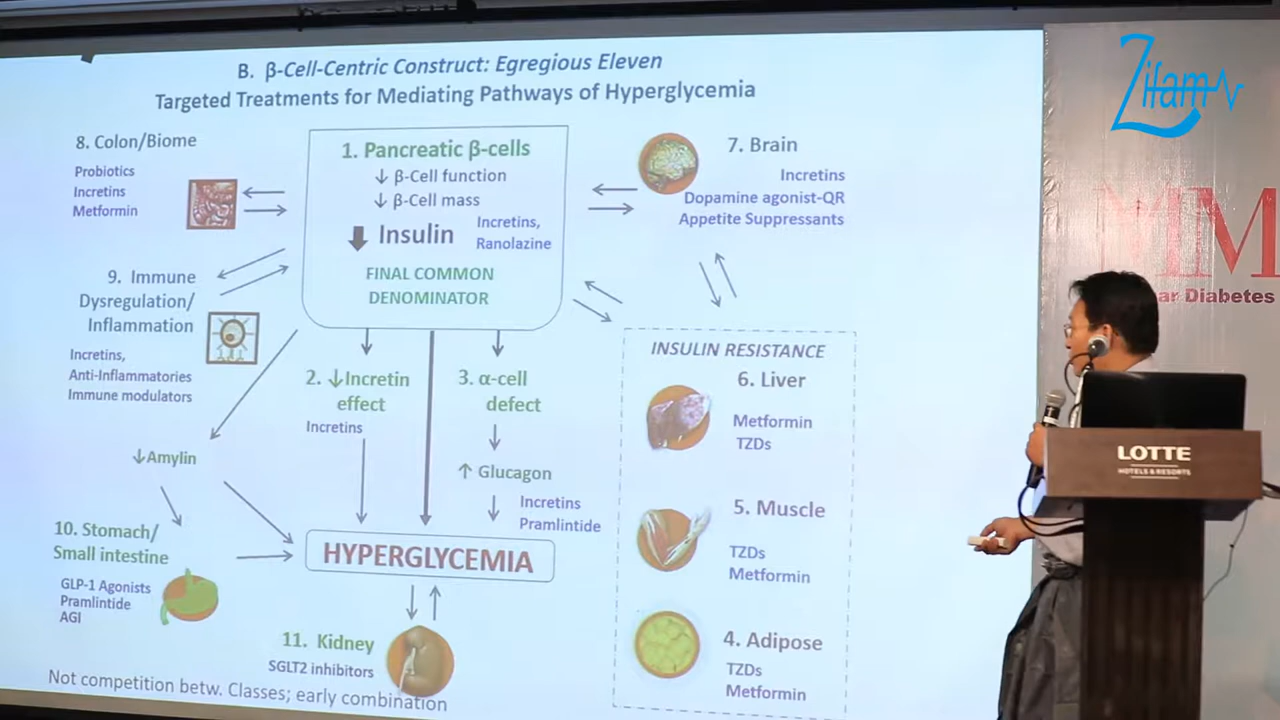 B. β-Cell-Centric Construct: Egregious Eleven
Targeted Treatments for Mediating Pathways of Hyperglycemia
8. Colon/Biome
Probiotics
Incretins
Metformin
1. Pancreatic β-cells
↓ β-Cell function
↓ β-Cell mass
Insulin
Incretins,
Ranolazine
FINAL COMMON
DENOMINATOR
7. Brain
Incretins
Dopamine agonist-QR
Appetite Suppressants
9. Immune
Dysregulation/
Inflammation
Incretins,
Anti-Inflammatories
Immune modulators
2. ↓Incretin
effect
Incretins
3. α-cell
defect
↑ Glucagon
Incretins
Pramlintide
INSULIN RESISTANCE
6. Liver
Metformin
TZDs
5. Muscle
TZDs
Metformin
4. Adipose
TZDs
Metformin
↓Amylin
10. Stomach/
Small intestine
GLP-1 Agonists
Pramlintide
AGI
HYPERGLYCEMIA
11. Kidney
SGLT2 inhibitors
Not competition betw. Classes; early combination
Zifam
MM
ar Diabetes
LOTTE
HOTELS & RESORTS